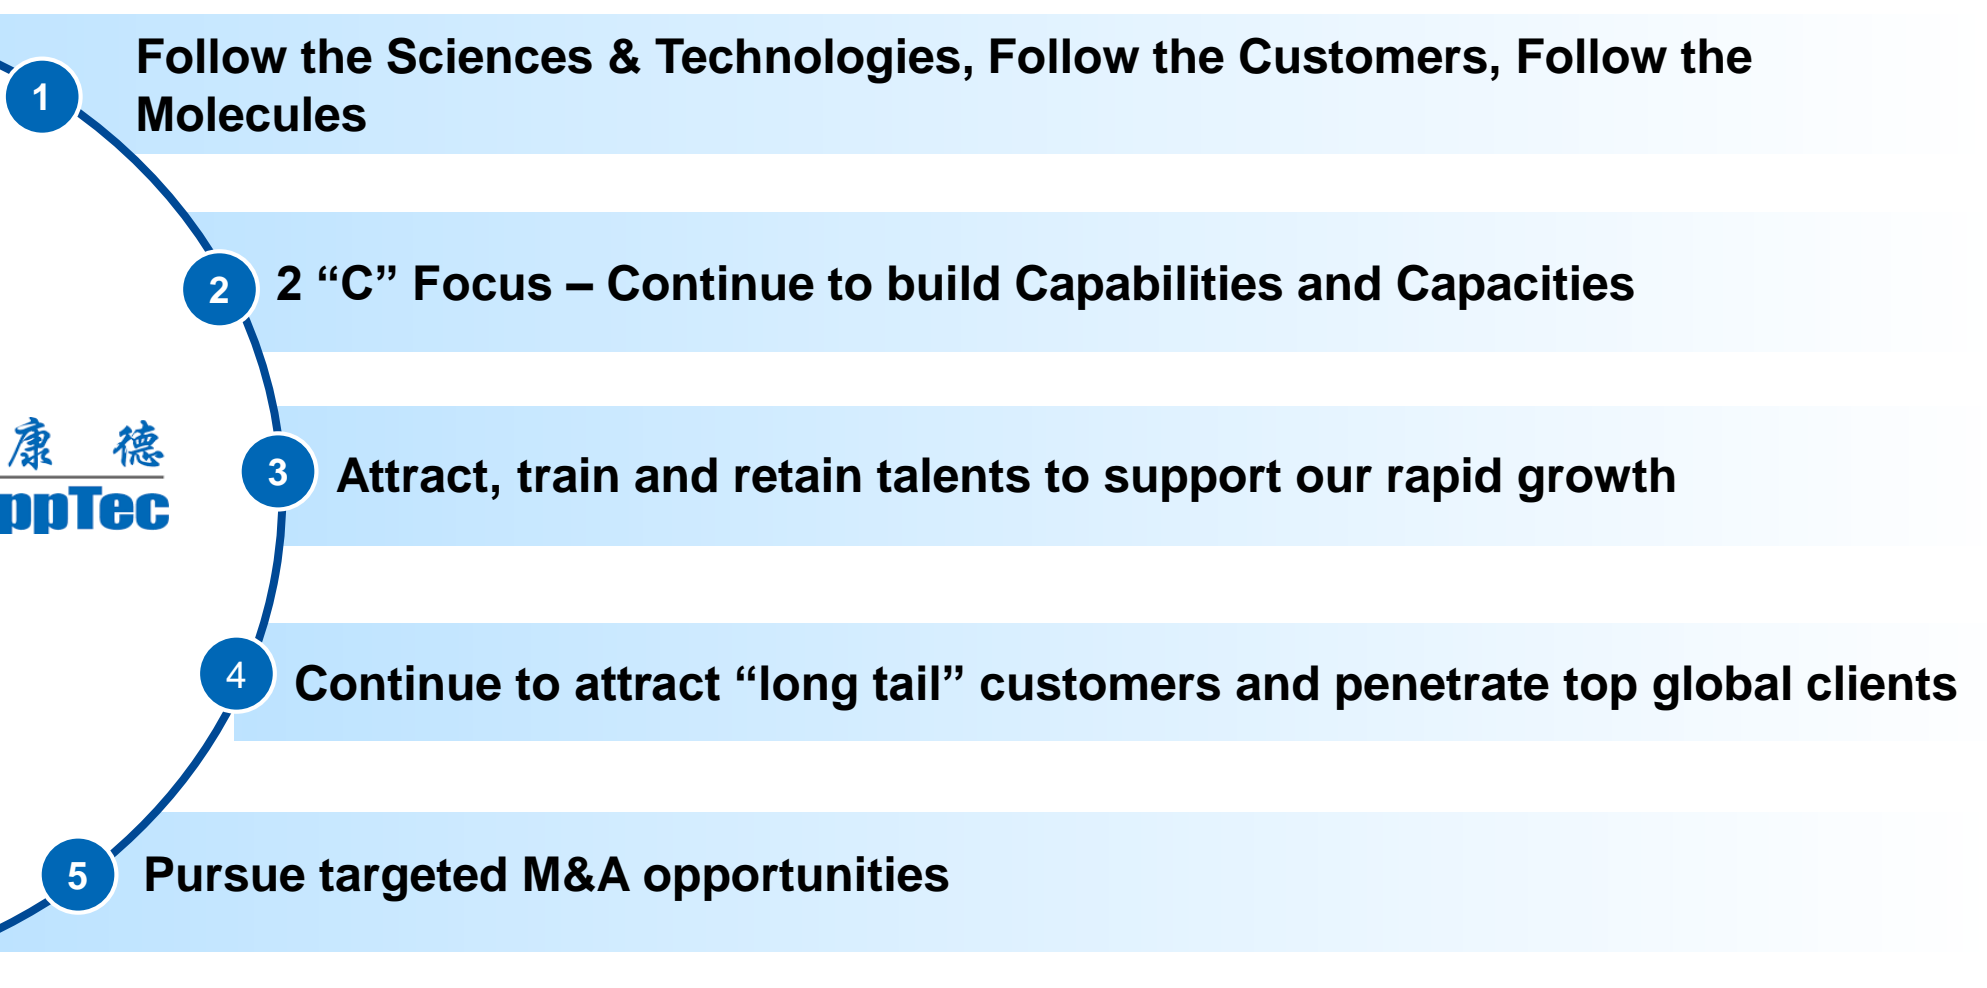 1
Follow the Sciences & Technologies, Follow the Customers, Follow the
Molecules
2
2 “C” Focus – Continue to build Capabilities and Capacities
康 德
ppTec
3
Attract, train and retain talents to support our rapid growth
4
Continue to attract “long tail” customers and penetrate top global clients
5
Pursue targeted M&A opportunities